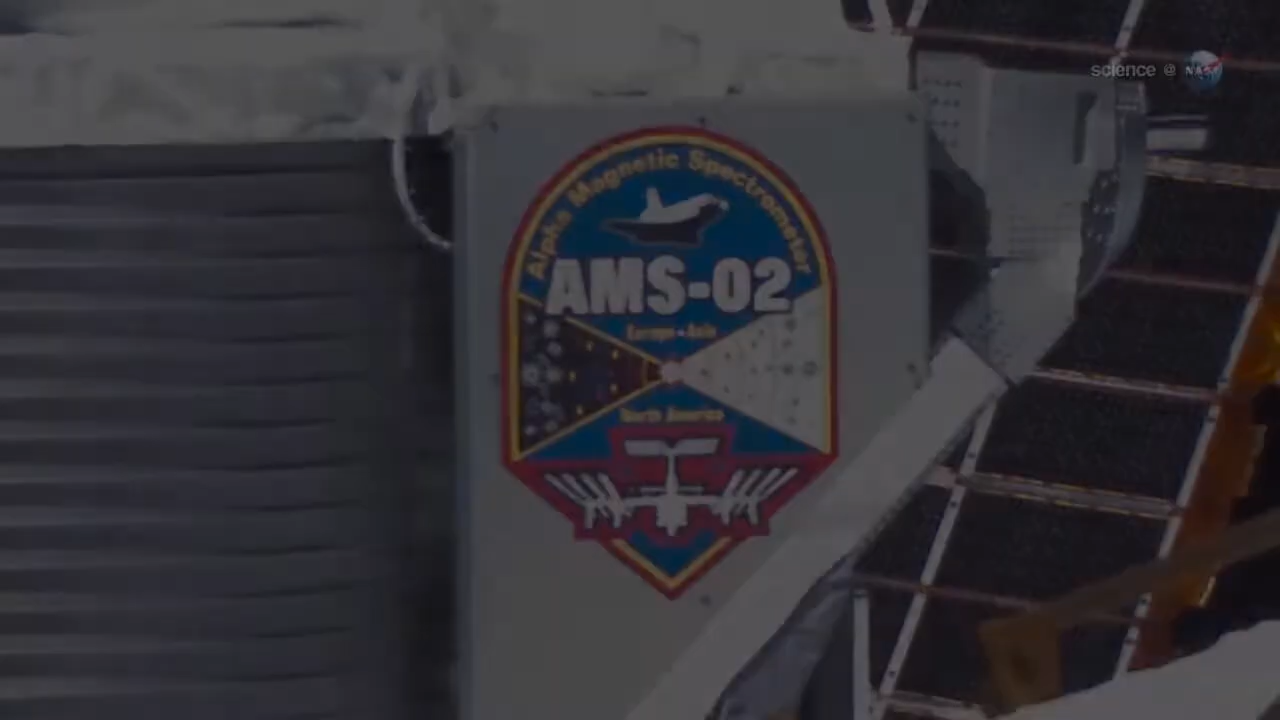 science @ NASA
Alpha Magnetic Spectrometer
AMS-02
Europe • Asia
North America